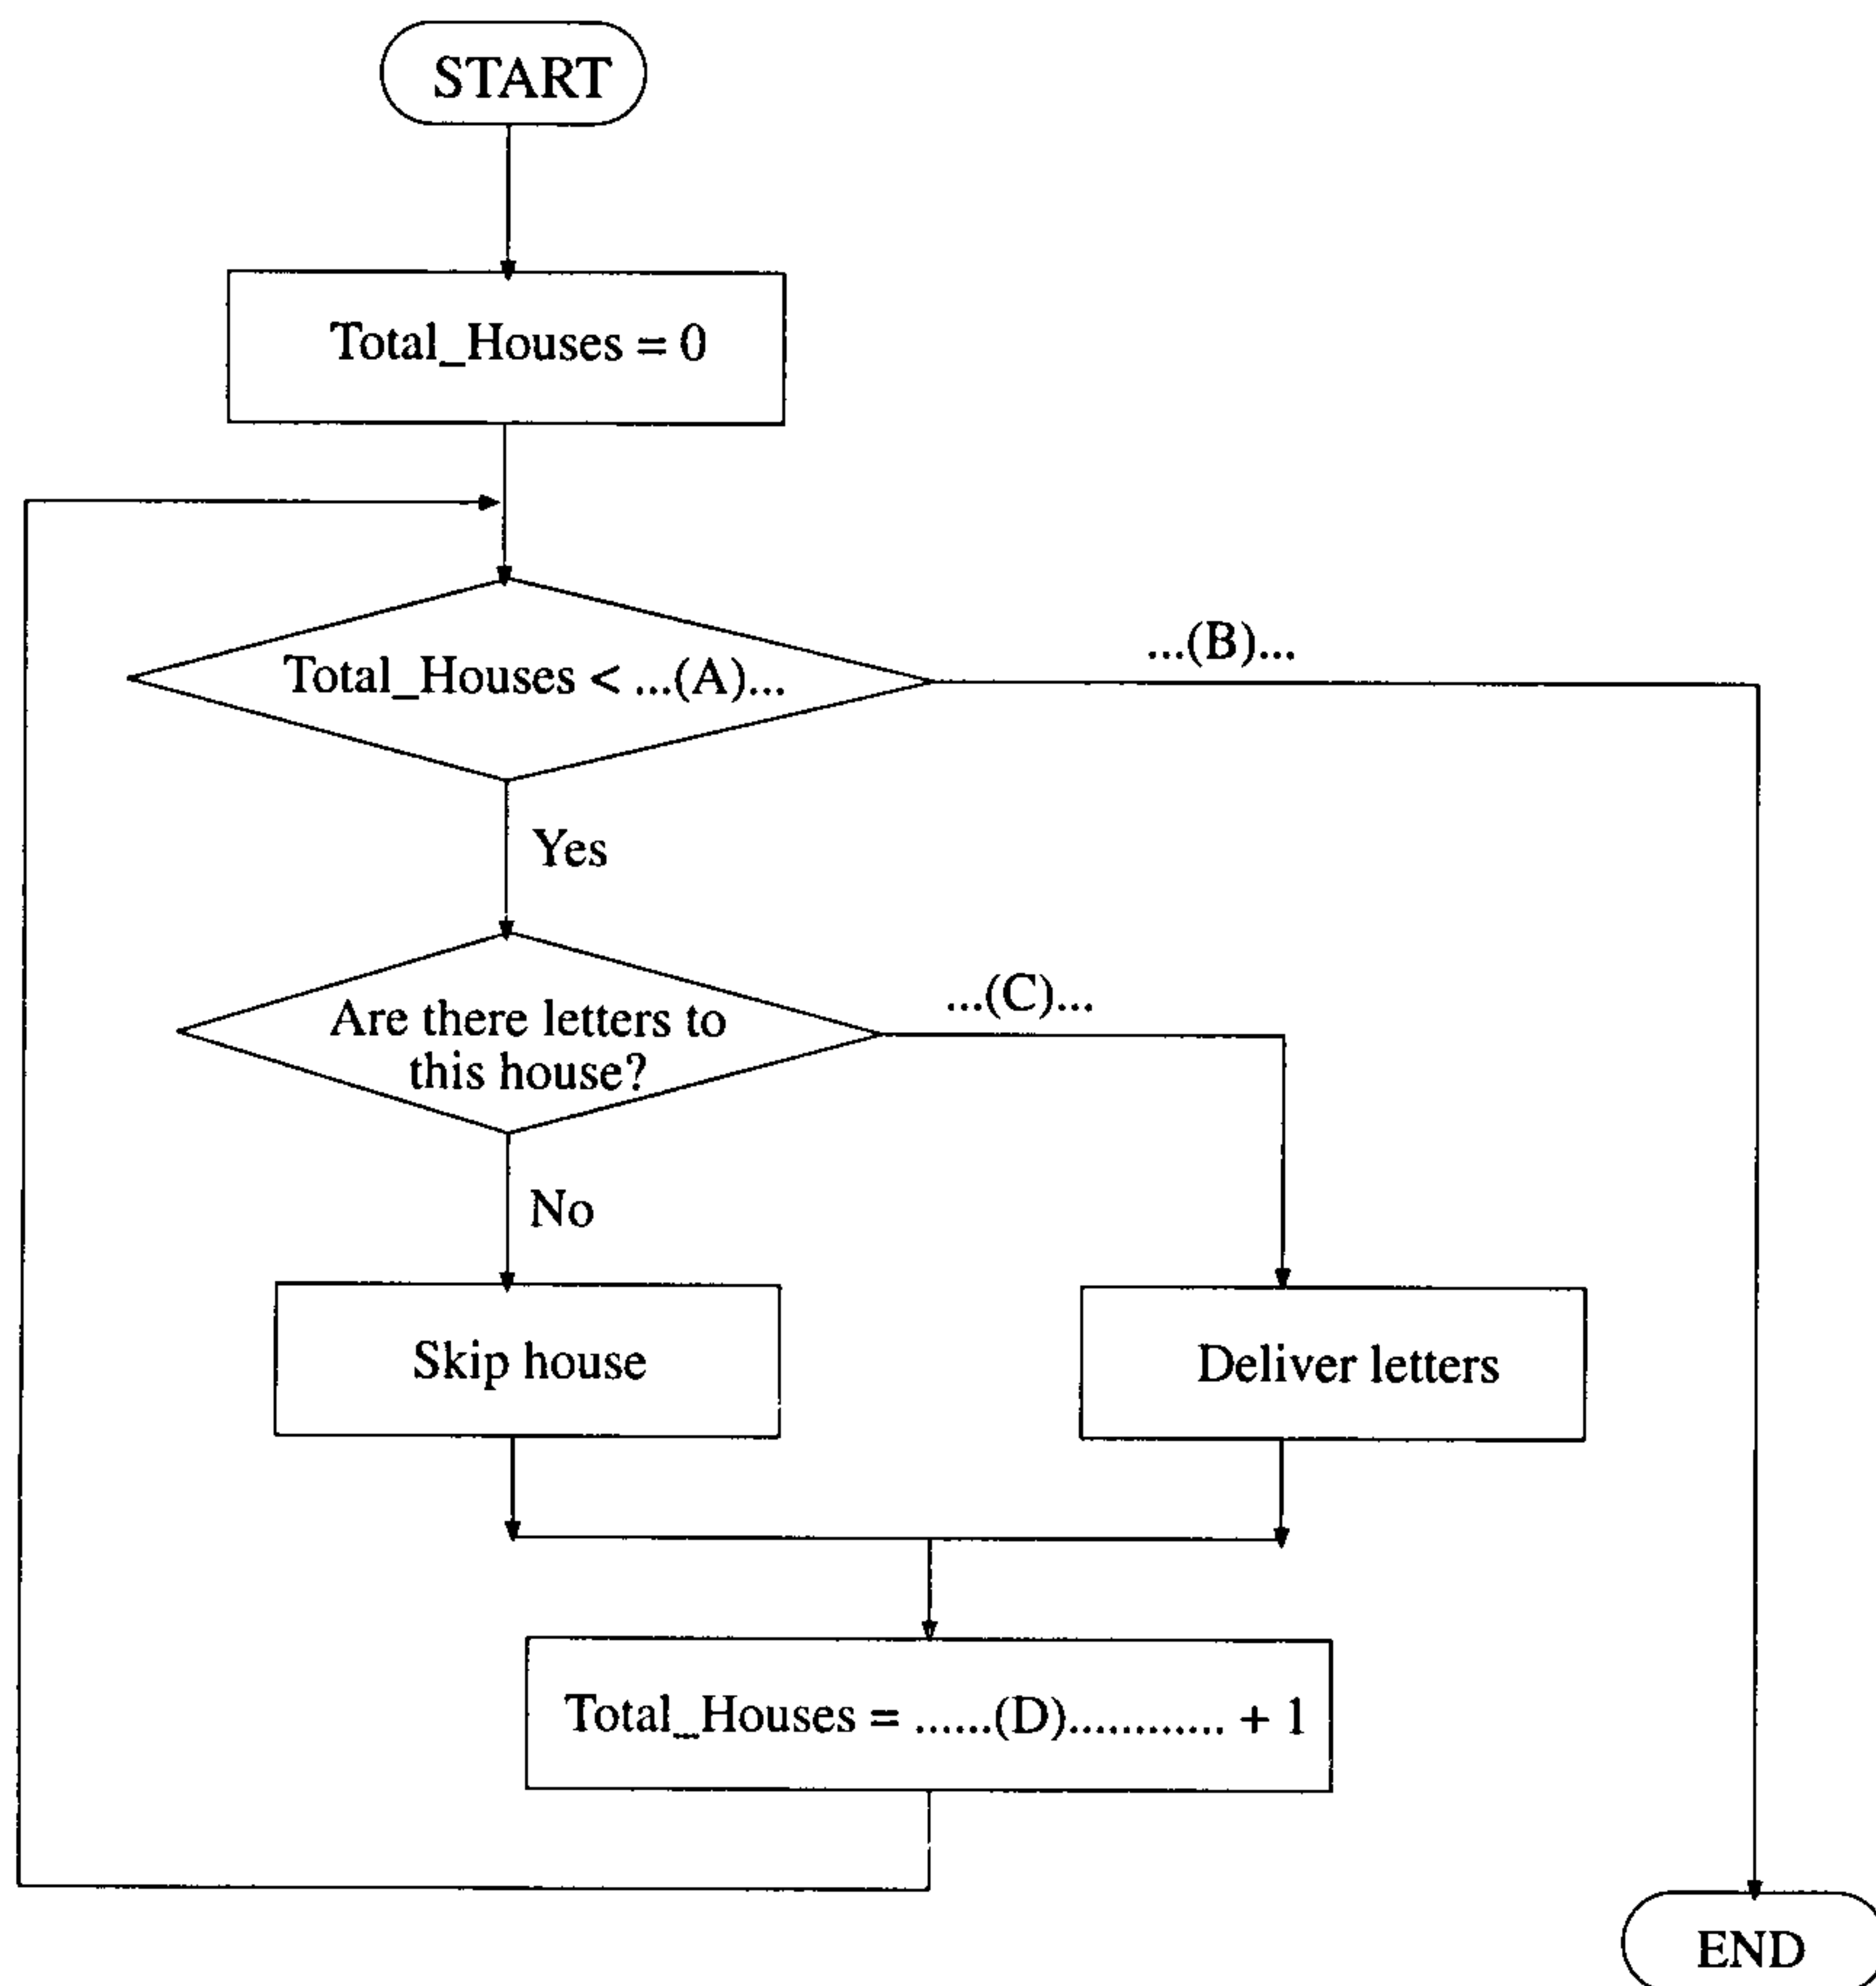 START
Total_Houses = 0
Total_Houses < ...(A)...
...(B)...
Yes
Are there letters to
this house?
...(C)...
No
Skip house
Deliver letters
Total_Houses = ......(D)............ + 1
END